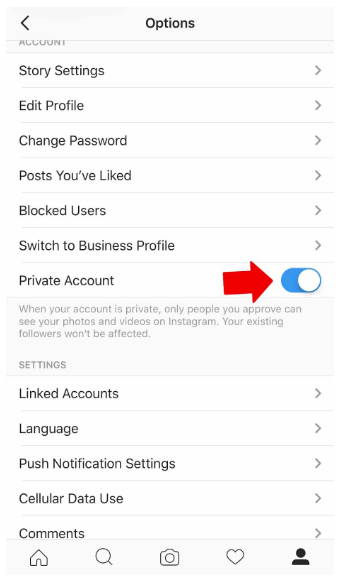 Options
ACCOUNT
Story Settings
Edit Profile
Change Password
Posts You've Liked
Blocked Users
Switch to Business Profile
Private Account
When your account is private, only people you approve can
see your photos and videos on Instagram. Your existing
followers won't be affected.
SETTINGS
Linked Accounts
Language
Push Notification Settings
Cellular Data Use
Comments